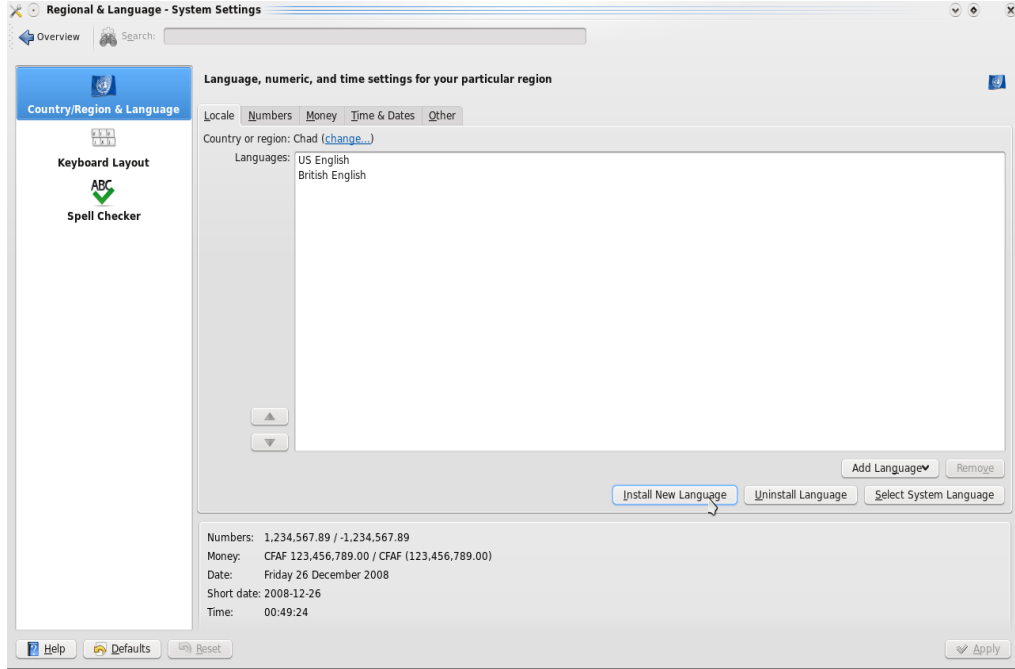 Regional & Language - System Settings
Overview Search:
Language, numeric, and time settings for your particular region
Country/Region & Language
Keyboard Layout
ABC
Spell Checker
Locale Numbers Money Time & Dates Other
Country or region: Chad (change...)
Languages: US English
British English
Add Language Remove
Install New Language Uninstall Language Select System Language
Numbers: 1,234,567.89 / -1,234,567.89
Money: CFAF 123,456,789.00 / CFAF (123,456,789.00)
Date: Friday 26 December 2008
Short date: 2008-12-26
Time: 00:49:24
Help Defaults Reset Apply